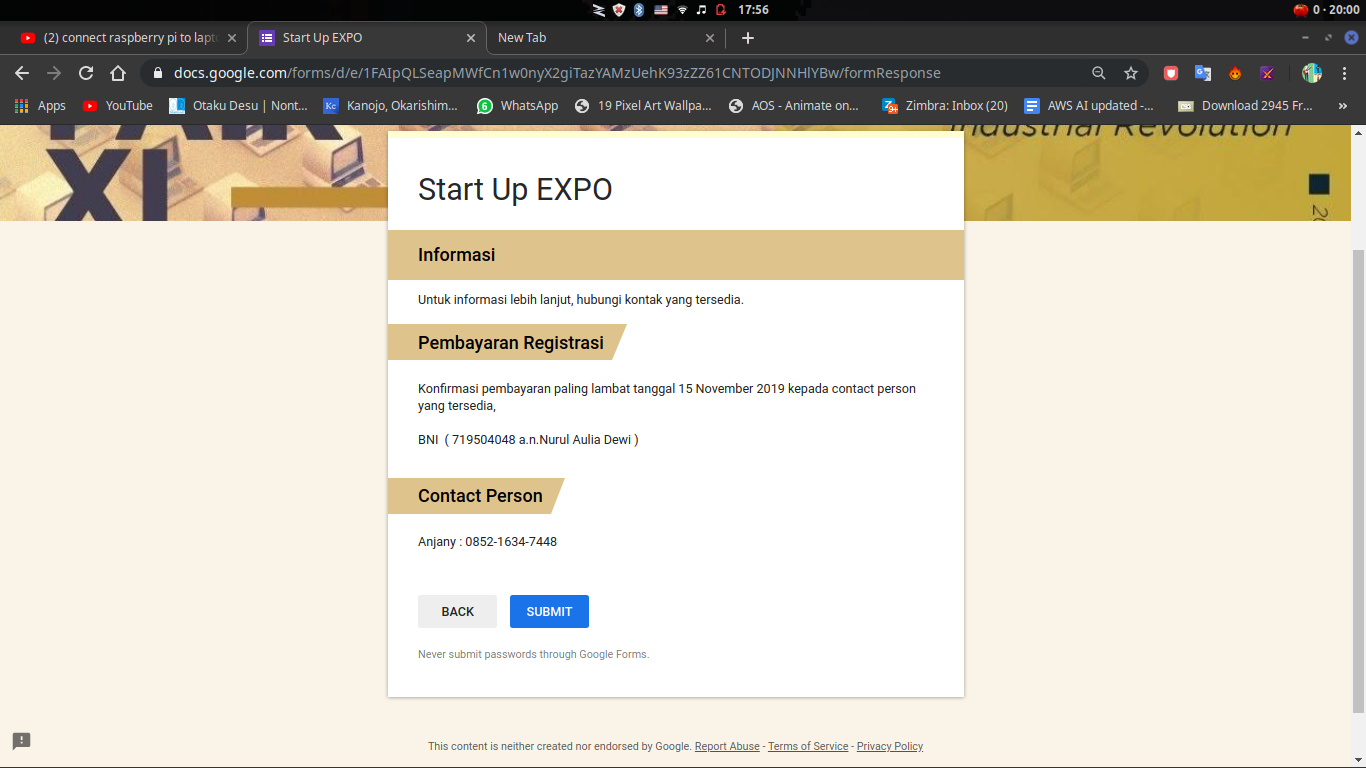 17:56
0 · 20:00
(2) connect raspberry pi to lapt
Start Up EXPO
New Tab
docs.google.com/forms/d/e/1FAIpQLSeapMWfCn1w0nyX2giTazYAMzUehK93zZZ61CNTODJNNHlYBw/formResponse
Apps
YouTube
Otaku Desu | Nont...
Kanojo, Okarishim...
WhatsApp
19 Pixel Art Wallpa...
AOS - Animate on...
Zimbra: Inbox (20)
AWS AI updated -...
Download 2945 Fr...
»
FAIR
XI
Industrial Revolution
Start Up EXPO
Informasi
Untuk informasi lebih lanjut, hubungi kontak yang tersedia.
Pembayaran Registrasi
Konfirmasi pembayaran paling lambat tanggal 15 November 2019 kepada contact person
yang tersedia,
BNI ( 719504048 a.n.Nurul Aulia Dewi )
Contact Person
Anjany : 0852-1634-7448
BACK
SUBMIT
Never submit passwords through Google Forms.
This content is neither created nor endorsed by Google. Report Abuse - Terms of Service - Privacy Policy